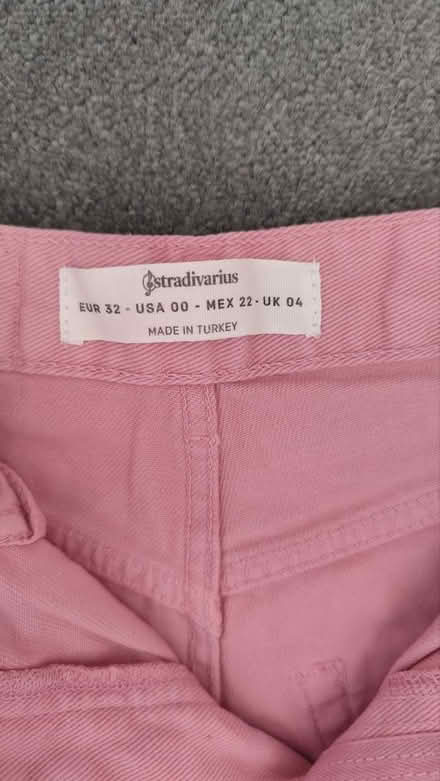 stradivarius
EUR 32 - USA 00 - MEX 22 - UK 04
MADE IN TURKEY